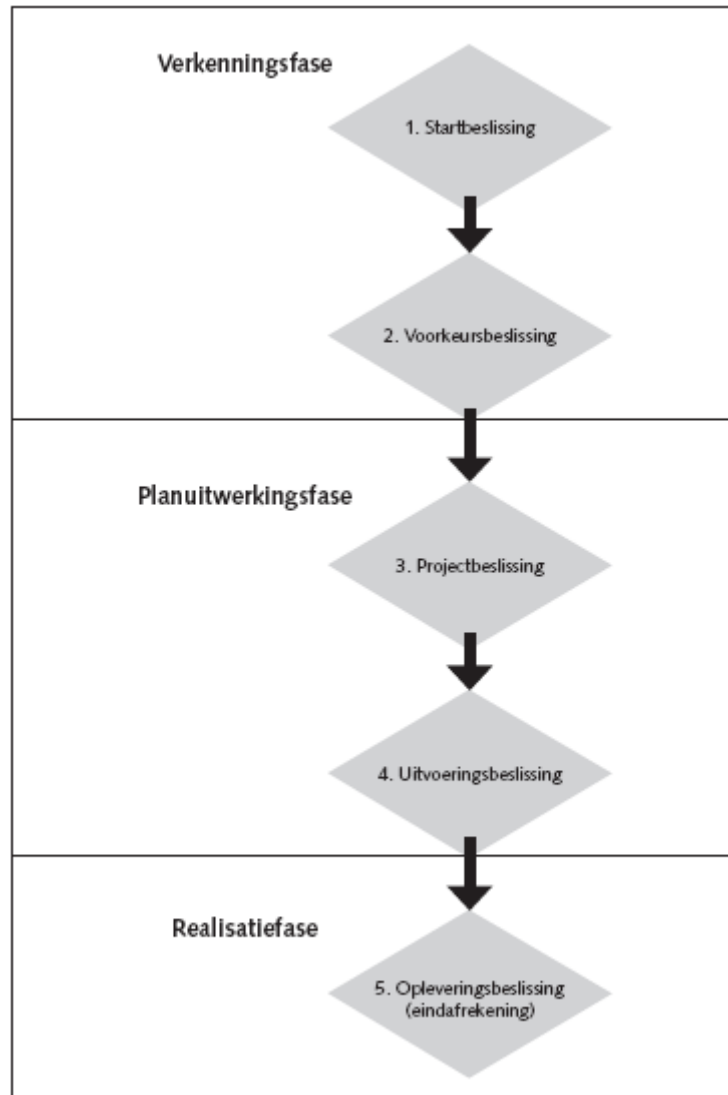 Verkenningsfase
1. Startbeslissing
2. Voorkeursbeslissing
Planuitwerkingsfase
3. Projectbeslissing
4. Uitvoeringsbeslissing
Realisatiefase
5. Opleveringsbeslissing
(eindafrekening)